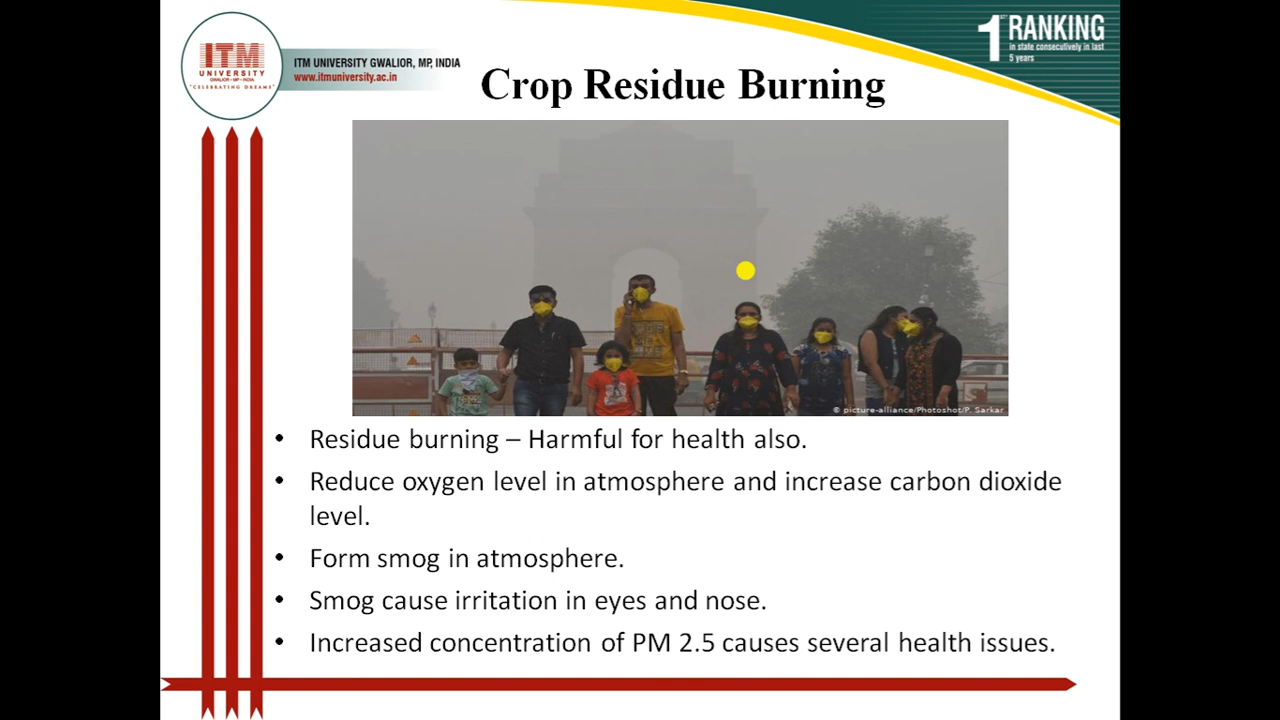 ITM
UNIVERSITY
GWALIOR • MP • INDIA
"CELEBRATING DREAMS"
ITM UNIVERSITY GWALIOR, MP, INDIA
www.itmuniversity.ac.in
1ST RANKING
in state consecutively in last
5 years
Crop Residue Burning
© picture-alliance/Photoshot/P. Sarkar
• Residue burning – Harmful for health also.
• Reduce oxygen level in atmosphere and increase carbon dioxide
level.
• Form smog in atmosphere.
• Smog cause irritation in eyes and nose.
• Increased concentration of PM 2.5 causes several health issues.